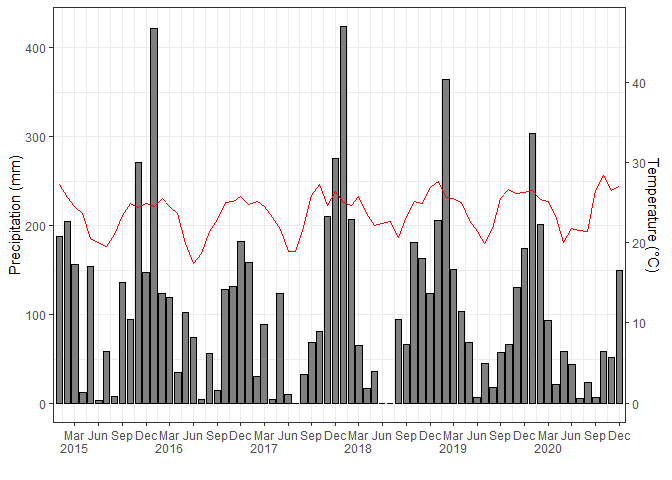 Precipitation (mm)
400
300
200
100
0
Temperature (°C)
40
30
20
10
0
Mar Jun Sep Dec Mar Jun Sep Dec Mar Jun Sep Dec Mar Jun Sep Dec Mar Jun Sep Dec Mar Jun Sep Dec
2015 2016 2017 2018 2019 2020